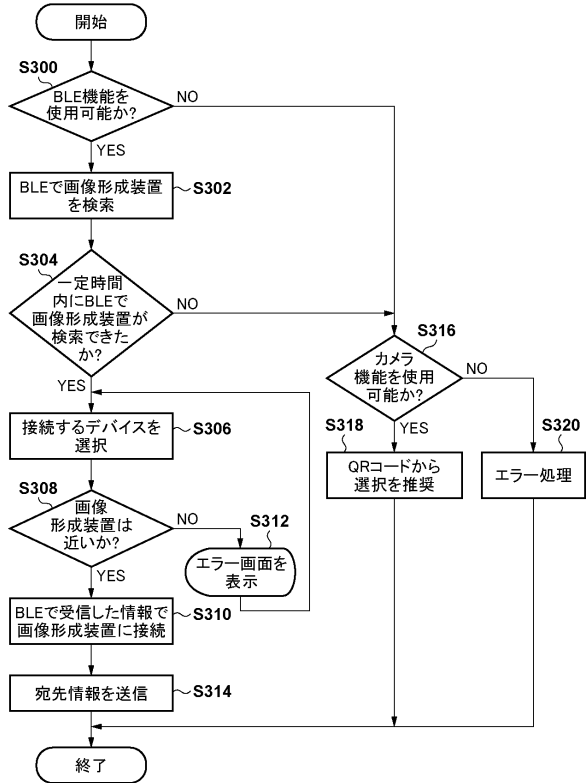 開始
S300
BLE機能を
使用可能か?
NO
YES
BLEで画像形成装置
を検索
S302
S304
一定時間
内にBLEで
画像形成装置が
検索できた
か?
NO
YES
S316
カメラ
機能を使用
可能か?
NO
YES
接続するデバイスを
選択
S306
S318
QRコードから
選択を推奨
S320
エラー処理
S308
画像
形成装置は
近いか?
NO
YES
S312
エラー画面を
表示
BLEで受信した情報で
画像形成装置に接続
S310
宛先情報を送信
S314
終了